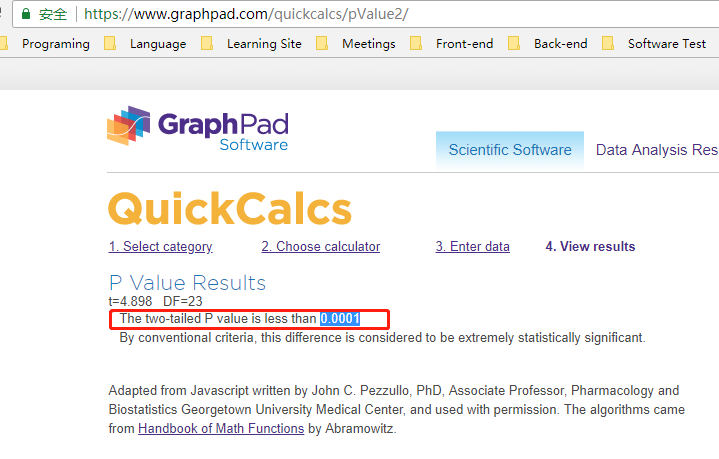 安全 https://www.graphpad.com/quickcalcs/pValue2/
Programing Language Learning Site Meetings Front-end Back-end Software Test
GraphPad
Software
Scientific Software Data Analysis Res
QuickCalcs
1. Select category 2. Choose calculator 3. Enter data 4. View results
P Value Results
t=4.898 DF=23
The two-tailed P value is less than 0.0001
By conventional criteria, this difference is considered to be extremely statistically significant.
Adapted from Javascript written by John C. Pezzullo, PhD, Associate Professor, Pharmacology and
Biostatistics Georgetown University Medical Center, and used with permission. The algorithms came
from Handbook of Math Functions by Abramowitz.